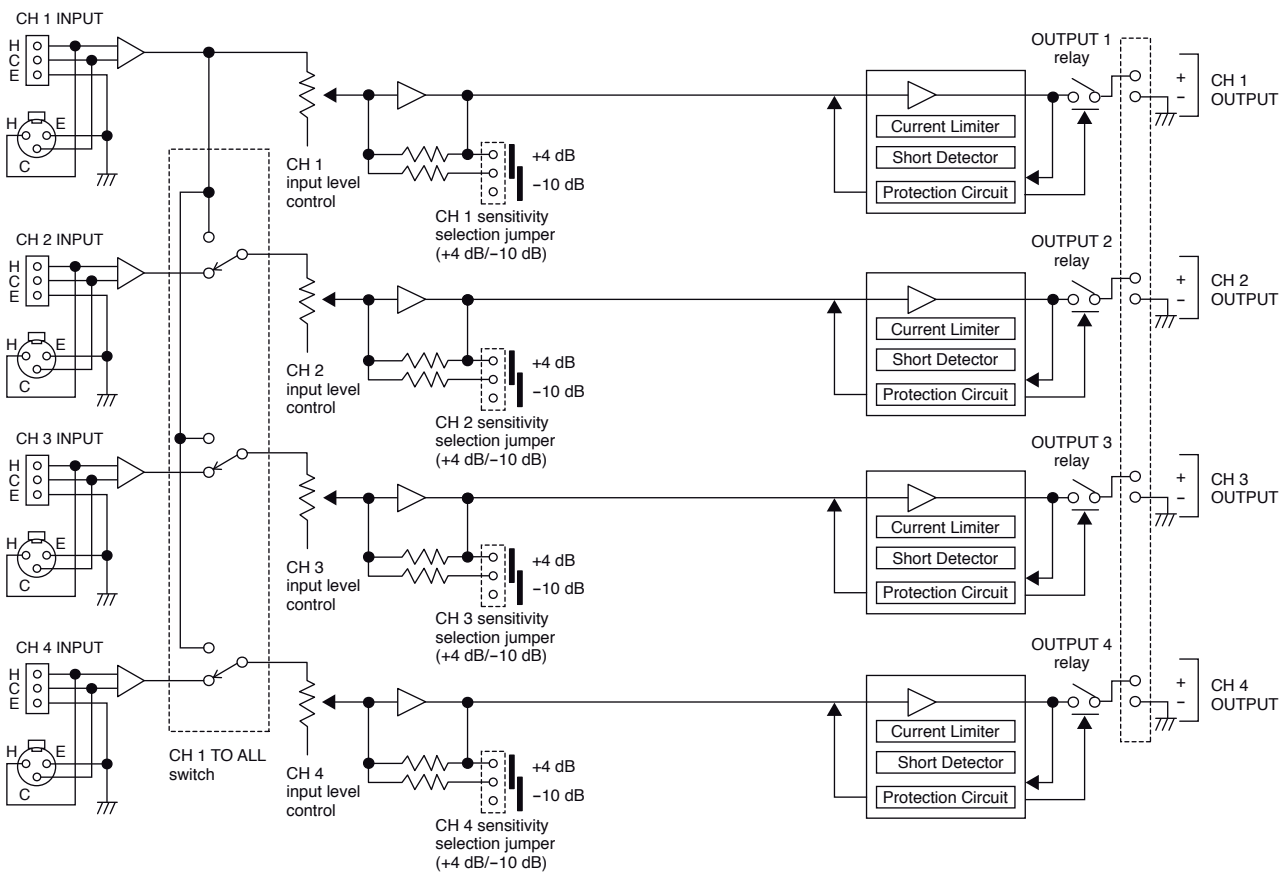 CH 1 INPUT
H
C
E
H E
C
CH 1
input level
control
+4 dB
−10 dB
CH 1 sensitivity
selection jumper
(+4 dB/−10 dB)
Current Limiter
Short Detector
Protection Circuit
OUTPUT 1
relay
+
−
CH 1
OUTPUT
CH 2 INPUT
H
C
E
H E
C
CH 2
input level
control
+4 dB
−10 dB
CH 2 sensitivity
selection jumper
(+4 dB/−10 dB)
Current Limiter
Short Detector
Protection Circuit
OUTPUT 2
relay
+
−
CH 2
OUTPUT
CH 3 INPUT
H
C
E
H E
C
CH 3
input level
control
+4 dB
−10 dB
CH 3 sensitivity
selection jumper
(+4 dB/−10 dB)
Current Limiter
Short Detector
Protection Circuit
OUTPUT 3
relay
+
−
CH 3
OUTPUT
CH 4 INPUT
H
C
E
H E
C
CH 1 TO ALL
switch
CH 4
input level
control
+4 dB
−10 dB
CH 4 sensitivity
selection jumper
(+4 dB/−10 dB)
Current Limiter
Short Detector
Protection Circuit
OUTPUT 4
relay
+
−
CH 4
OUTPUT